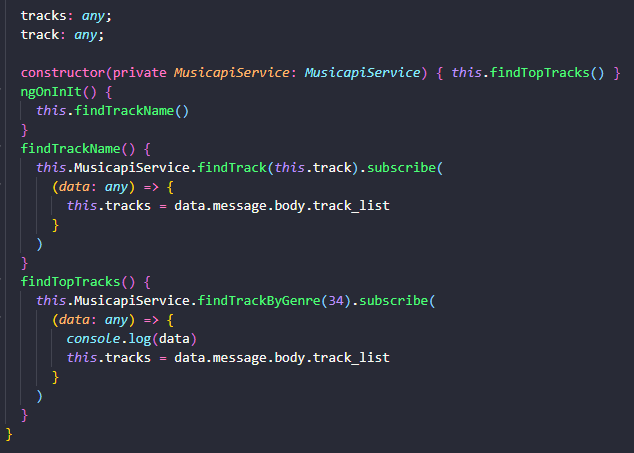 tracks: any;
track: any;
constructor(private MusicapiService: MusicapiService) { this.findTopTracks() }
ngOnInIt() {
this.findTrackName()
}
findTrackName() {
this.MusicapiService.findTrack(this.track).subscribe(
(data: any) => {
this.tracks = data.message.body.track_list
}
)
}
findTopTracks() {
this.MusicapiService.findTrackByGenre(34).subscribe(
(data: any) => {
console.log(data)
this.tracks = data.message.body.track_list
}
)
}
}